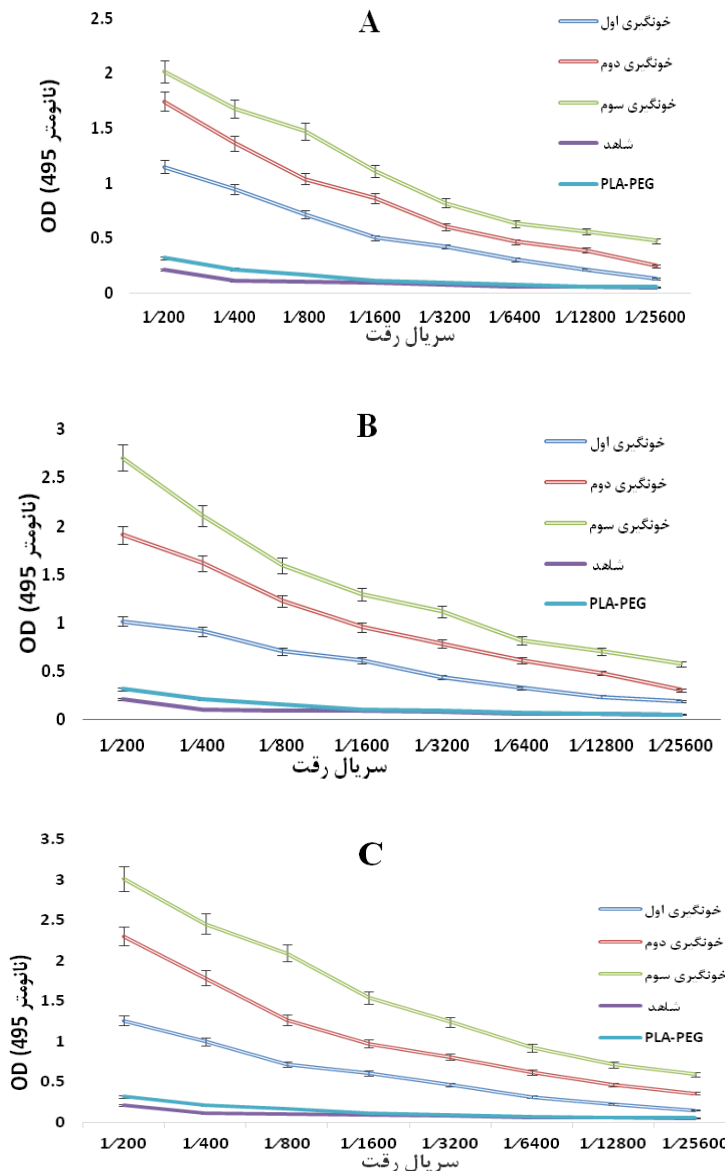 A
2.5
2
1.5
1
0.5
0
OD (495 نانومتر)
خونگیری اول
خونگیری دوم
خونگیری سوم
شاهد
PLA-PEG
1/200 1/400 1/800 1/1600 1/3200 1/6400 1/12800 1/25600
سریال رقت
B
3
2.5
2
1.5
1
0.5
0
OD (495 نانومتر)
خونگیری اول
خونگیری دوم
خونگیری سوم
شاهد
PLA-PEG
1/200 1/400 1/800 1/1600 1/3200 1/6400 1/12800 1/25600
سریال رقت
C
3.5
3
2.5
2
1.5
1
0.5
0
OD (495 نانومتر)
خونگیری اول
خونگیری دوم
خونگیری سوم
شاهد
PLA-PEG
1/200 1/400 1/800 1/1600 1/3200 1/6400 1/12800 1/25600
سریال رقت